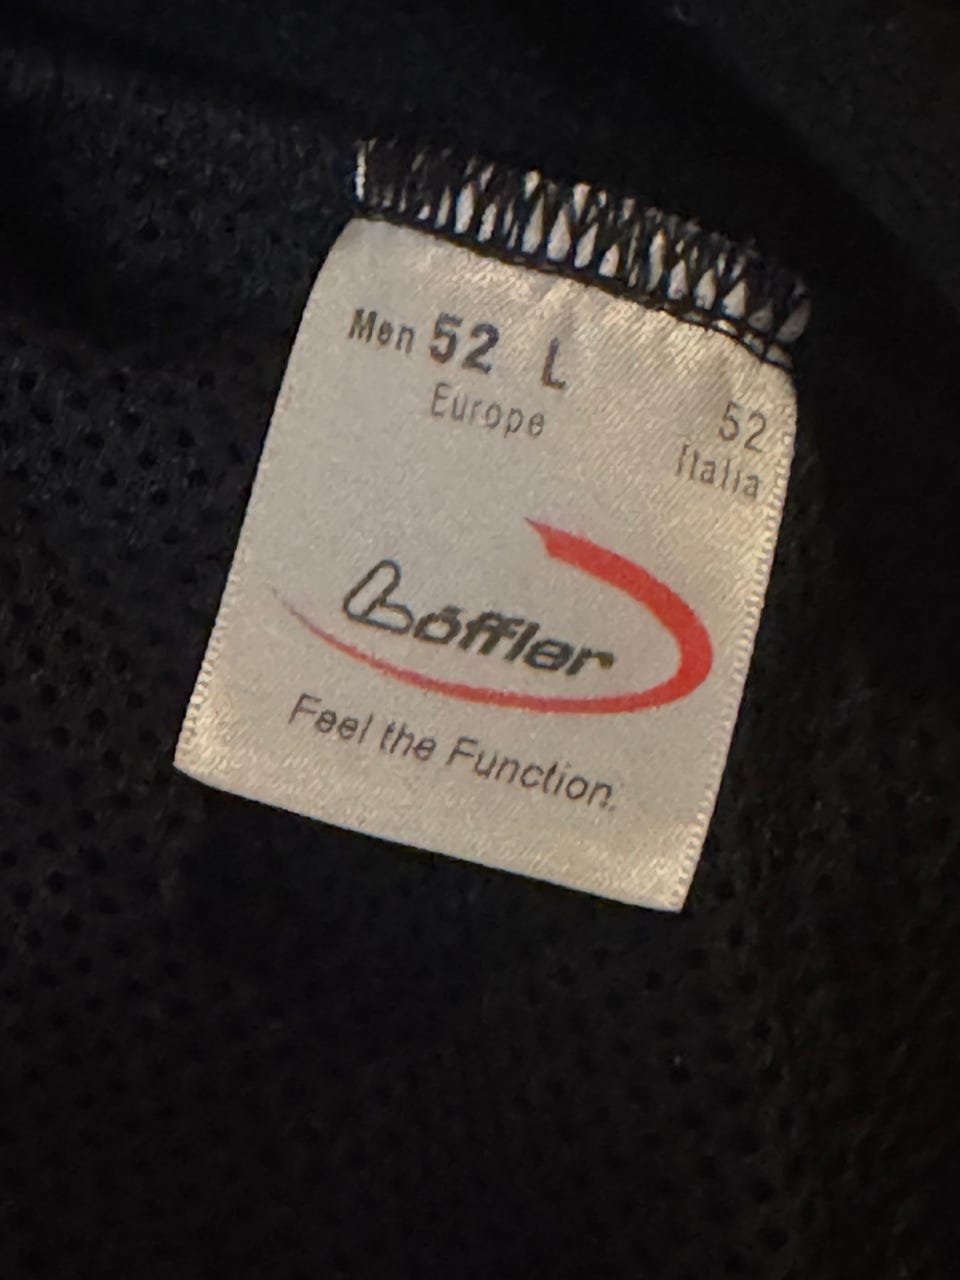 Men 52 L
Europe
52
Italia
Löffler
Feel the Function.